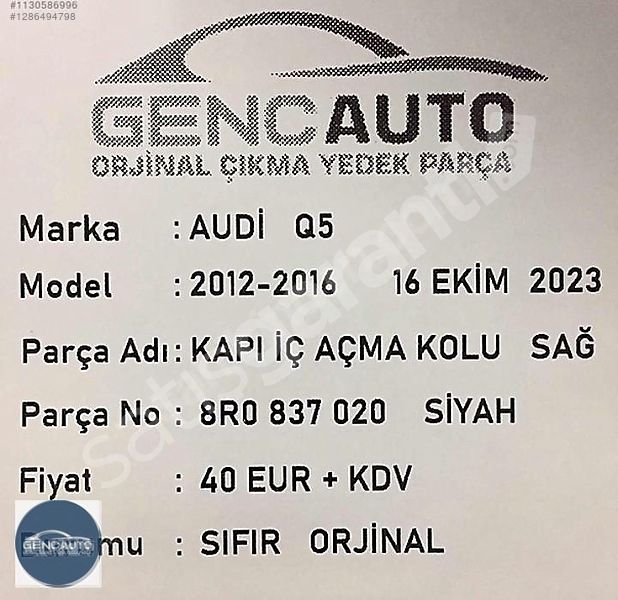 #1130586996
#1286494798
GENCAUTO
ORJİNAL ÇIKMA YEDEK PARÇA
Marka : AUDİ Q5
Model : 2012-2016 16 EKİM 2023
Parça Adı : KAPI İÇ AÇMA KOLU SAĞ
Parça No : 8R0 837 020 SİYAH
Fiyat : 40 EUR + KDV
mu : SIFIR ORJİNAL
GENCAUTO
satisgaranti